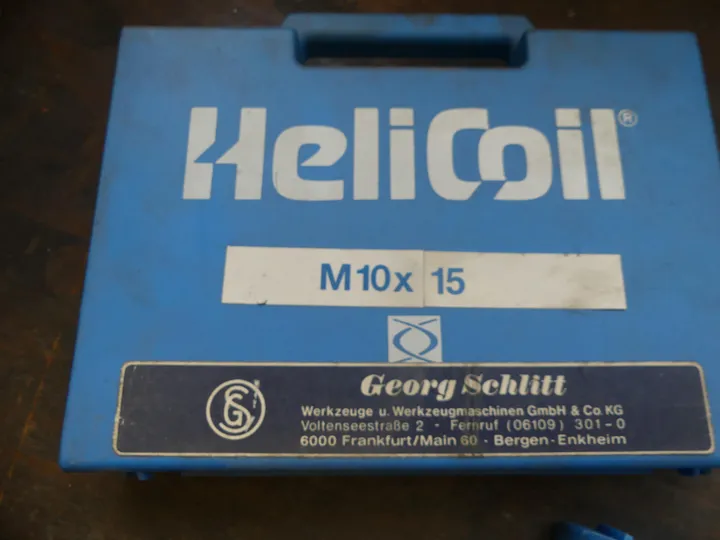 HeliCoil®
M10x 15
Georg Schlitt
GS
Werkzeuge u. Werkzeugmaschinen GmbH & Co. KG
Voltenseestraße 2 - Fernruf (06109) 301-0
6000 Frankfurt/Main 60 - Bergen-Enkheim